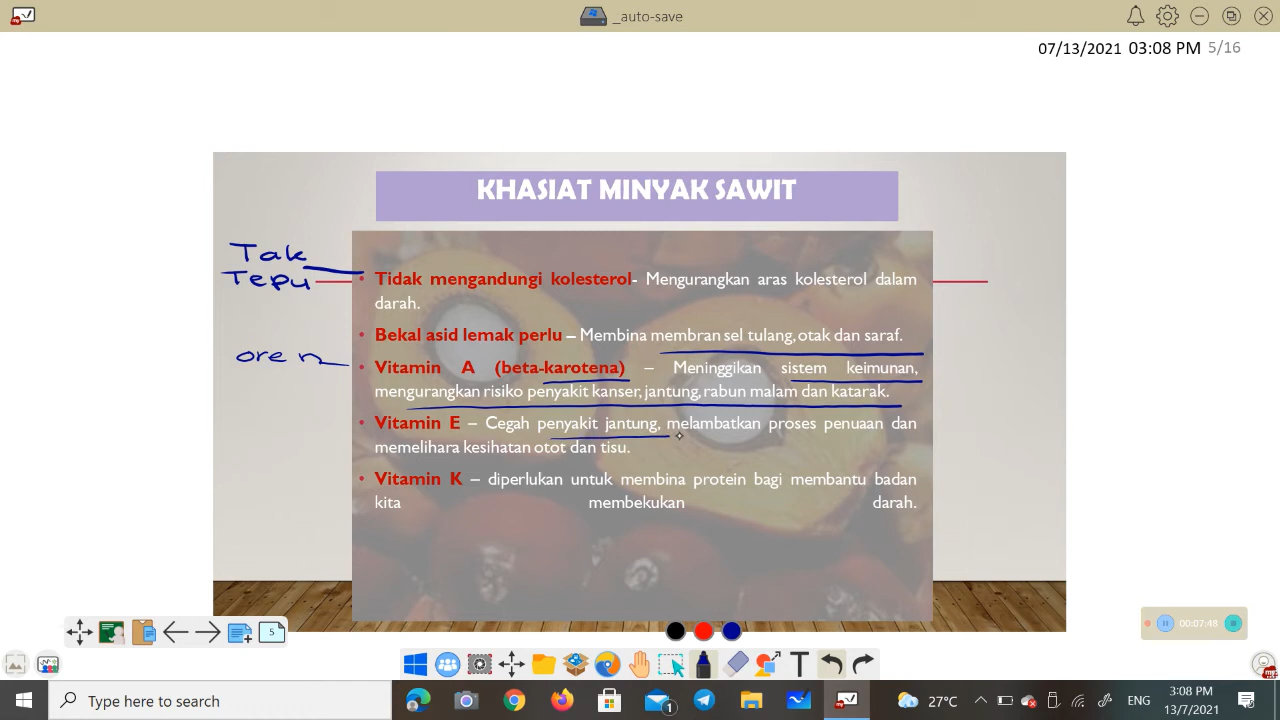 _auto-save
07/13/2021 03:08 PM 5/16
KHASIAT MINYAK SAWIT
Tak
Tepu
• Tidak mengandungi kolesterol- Mengurangkan aras kolesterol dalam
darah.
• Bekal asid lemak perlu – Membina membran sel tulang, otak dan saraf.
oren
• Vitamin A (beta-karotena) – Meninggikan sistem keimunan,
mengurangkan risiko penyakit kanser, jantung, rabun malam dan katarak.
• Vitamin E – Cegah penyakit jantung, melambatkan proses penuaan dan
memelihara kesihatan otot dan tisu.
• Vitamin K – diperlukan untuk membina protein bagi membantu badan
kita membekukan darah.
00:07:48
5
T
Type here to search
1
27°C
ENG
3:08 PM
13/7/2021